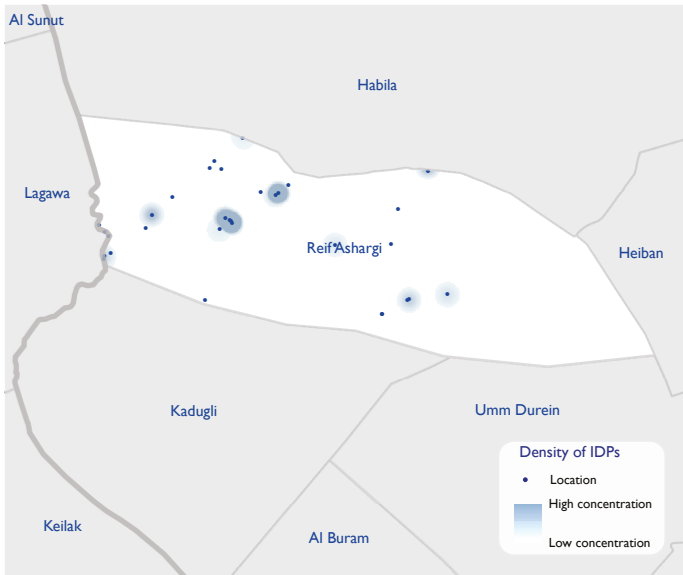 Al Sunut
Habila
Lagawa
Reif Ashargi
Heiban
Kadugli
Umm Durein
Keilak
Al Buram
Density of IDPs
Location
High concentration
Low concentration